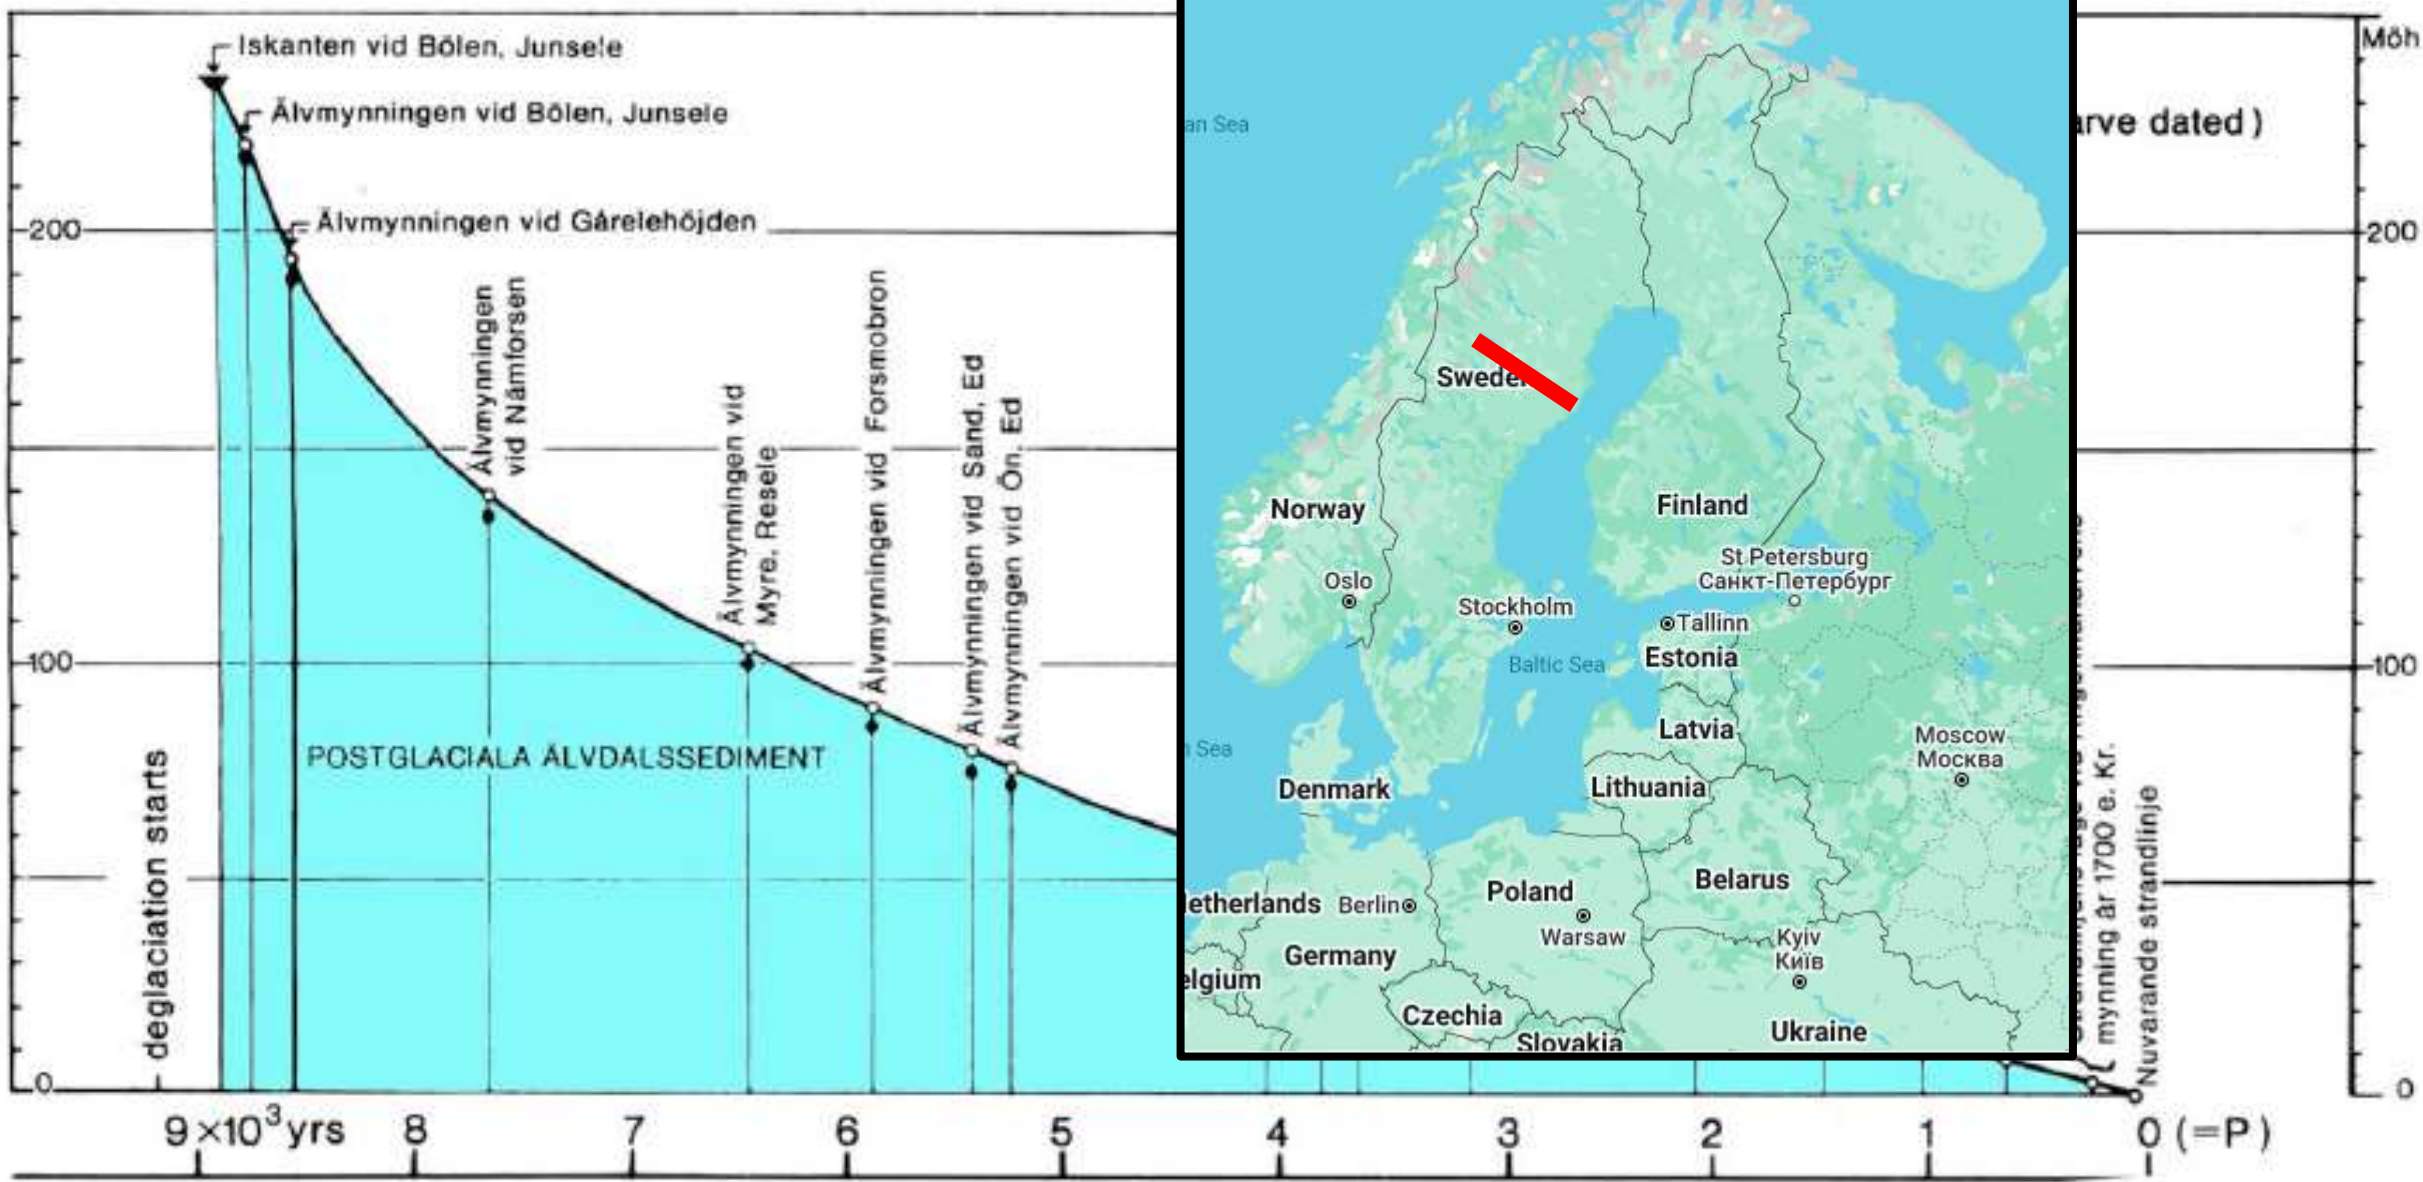 Iskanten vid Bölen, Junsele
Älvmynningen vid Bölen, Junsele
Älvmynningen vid Gårelehöjden
200
100
0
Älvmynningen
vid Nämforsen
Älvmynningen vid
Myre, Resele
Älvmynningen vid Forsmobron
Älvmynningen vid Sand, Ed
Älvmynningen vid Ön, Ed
deglaciation starts
POSTGLACIALA ÄLVDALSSEDIMENT
an Sea
Sweden
Norway
Finland
St Petersburg
Санкт-Петербург
Oslo
Stockholm
Tallinn
Estonia
Baltic Sea
Latvia
Moscow
Москва
n Sea
Denmark
Lithuania
Netherlands
Berlin
Poland
Warsaw
Belarus
Germany
Kyiv
Київ
elgium
Czechia
Slovakia
Ukraine
Möh
arve dated)
200
100
0
mynning år 1700 e. Kr.
Nuvarande strandlinje
9×10³yrs 8 7 6 5 4 3 2 1 0 (=P)